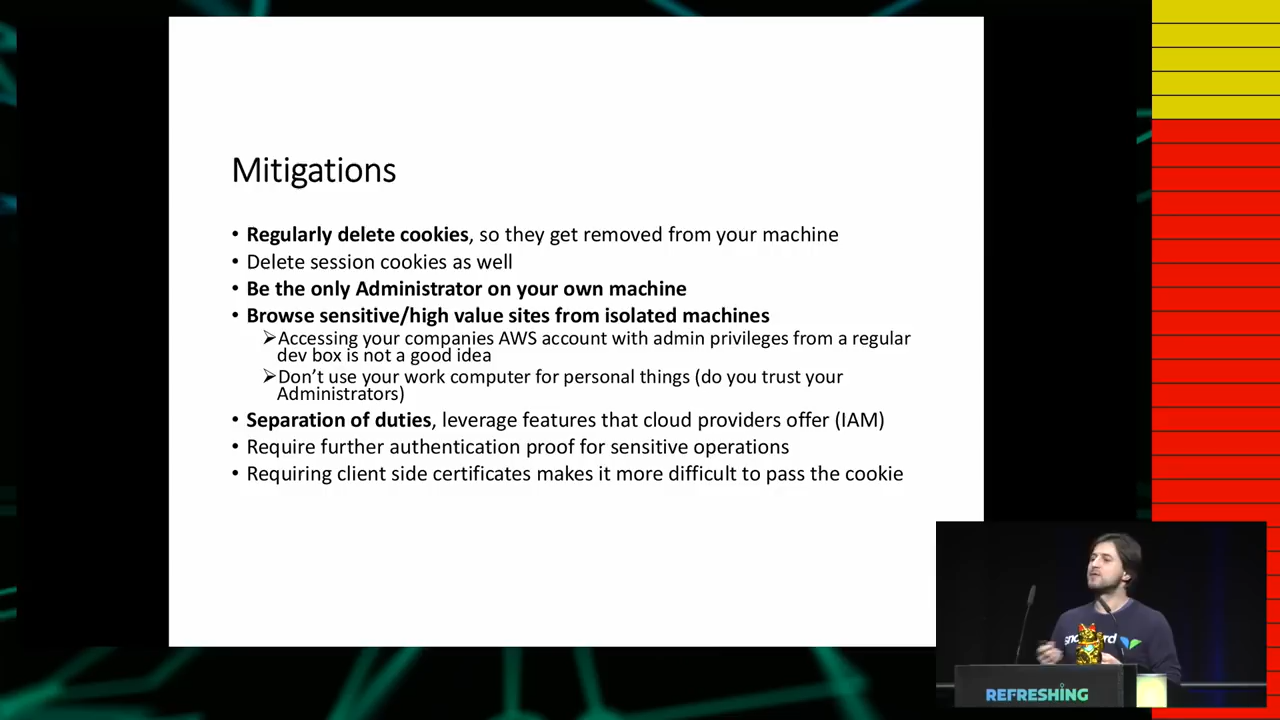 Mitigations
• Regularly delete cookies, so they get removed from your machine
• Delete session cookies as well
• Be the only Administrator on your own machine
• Browse sensitive/high value sites from isolated machines
➢Accessing your companies AWS account with admin privileges from a regular
dev box is not a good idea
➢Don't use your work computer for personal things (do you trust your
Administrators)
• Separation of duties, leverage features that cloud providers offer (IAM)
• Require further authentication proof for sensitive operations
• Requiring client side certificates makes it more difficult to pass the cookie
REFRESHING